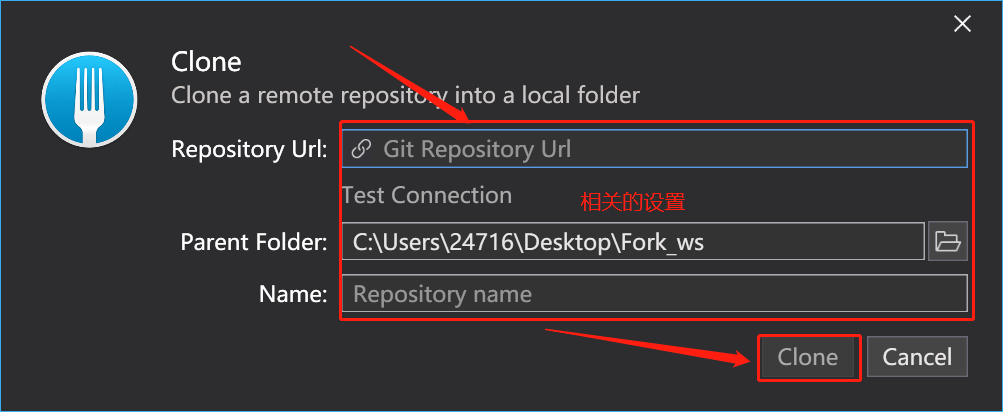 Clone
Clone a remote repository into a local folder
Repository Url: Git Repository Url
Test Connection 相关的设置
Parent Folder: C:\Users\24716\Desktop\Fork_ws
Name: Repository name
Clone Cancel